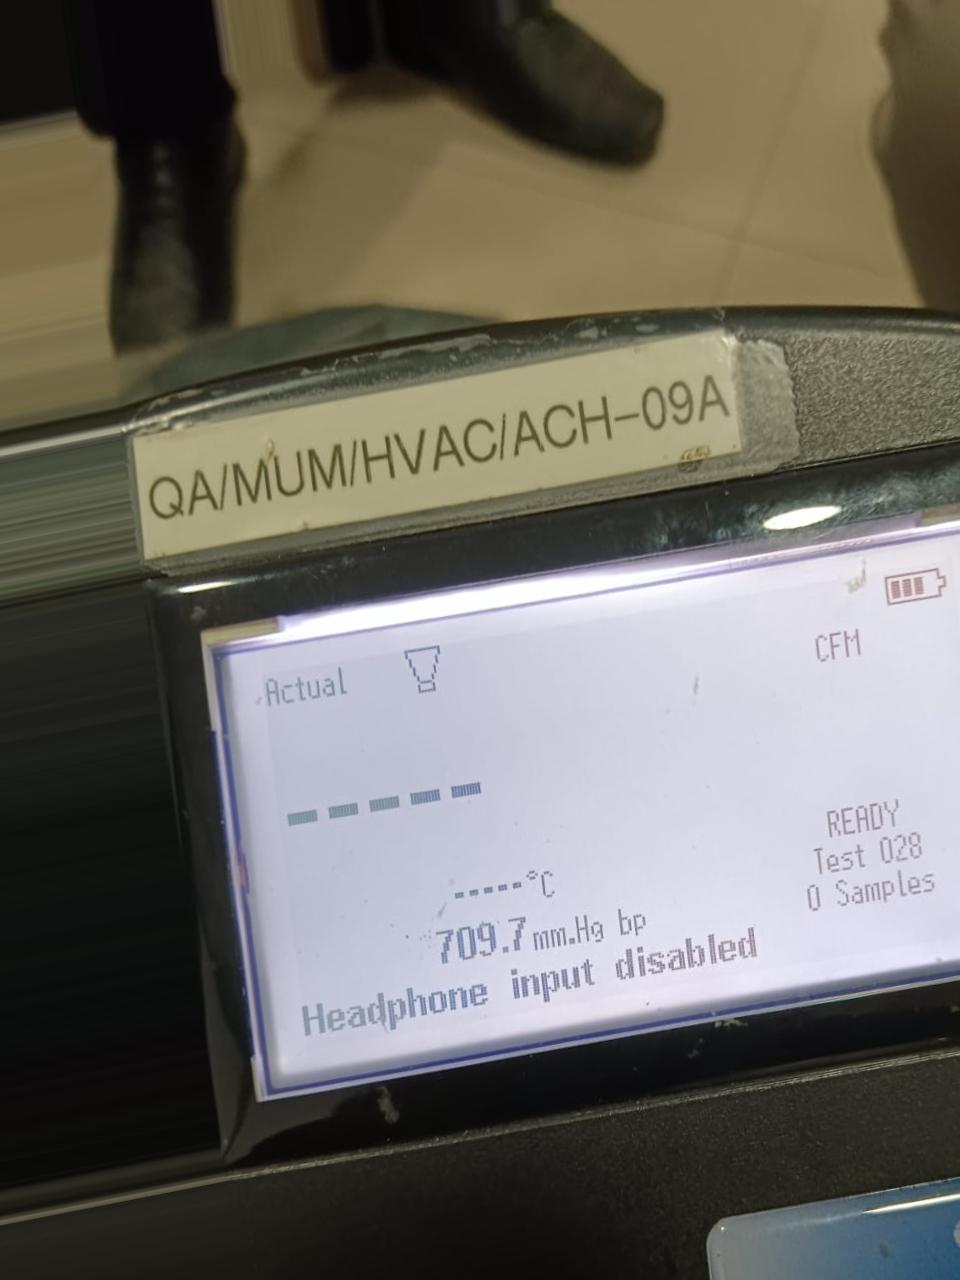 QA/MUM/HVAC/ACH-09A
Actual
CFM
-----
READY
Test 028
0 Samples
-----°C
709.7 mm.Hg bp
Headphone input disabled